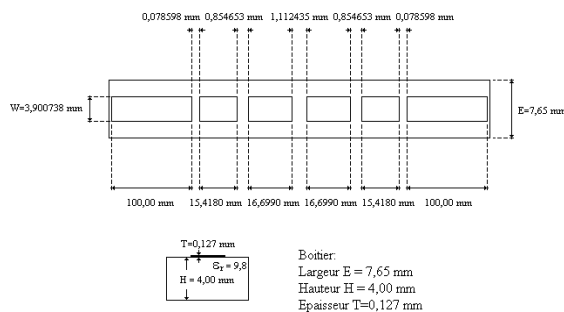 0,078598 mm 0,854653 mm 1,112435 mm 0,854653 mm 0,078598 mm
W=3,900738 mm
E=7,65 mm
100,00 mm 15,4180 mm 16,6990 mm 16,6990 mm 15,4180 mm 100,00 mm
T=0,127 mm
εr = 9,8
H = 4,00 mm
Boitier:
Largeur E = 7,65 mm
Hauteur H = 4,00 mm
Epaisseur T=0,127 mm